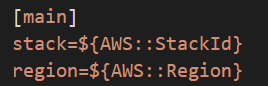 [main]
stack=${AWS::StackId}
region=${AWS::Region}